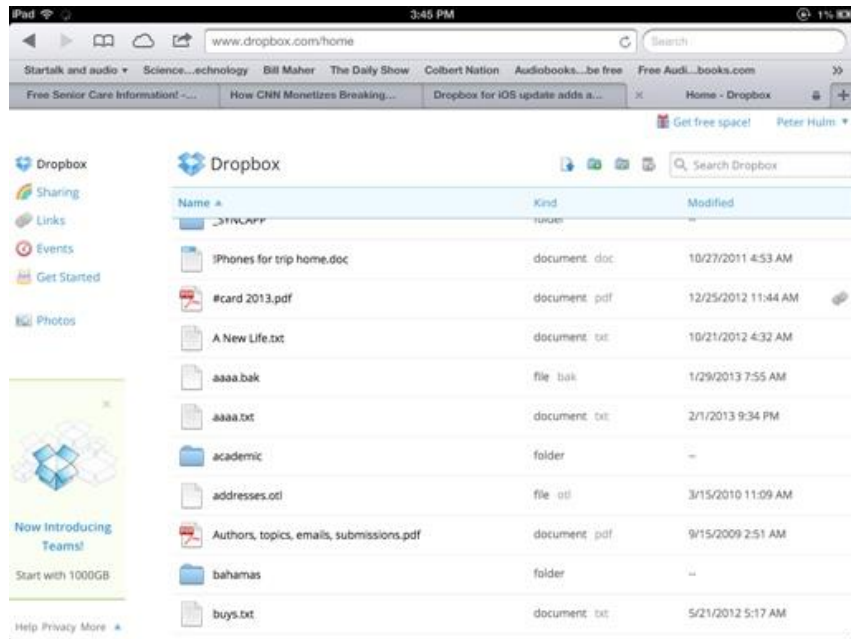 iPad 3:45 PM 1%
www.dropbox.com/home Search
Startalk and audio Science...echnology Bill Maher The Daily Show Colbert Nation Audiobooks...be free Free Audi...books.com »
Free Senior Care Information! -... How CNN Monetizes Breaking... Dropbox for iOS update adds a... × Home - Dropbox +
Get free space! Peter Hulm
Dropbox Dropbox Search Dropbox
Sharing
Name Kind Modified
Links _SYNCAPP folder --
Events !Phones for trip home.doc document doc 10/27/2011 4:53 AM
Get Started
#card 2013.pdf document pdf 12/25/2012 11:44 AM
Photos
A New Life.txt document txt 10/21/2012 4:32 AM
aaaa.bak file bak 1/29/2013 7:55 AM
aaaa.txt document txt 2/1/2013 9:34 PM
academic folder --
addresses.otl file otl 3/15/2010 11:09 AM
Now Introducing
Teams!
Authors, topics, emails, submissions.pdf document pdf 9/15/2009 2:51 AM
Start with 1000GB
bahamas folder --
buys.txt document txt 5/21/2012 5:17 AM
Help Privacy More